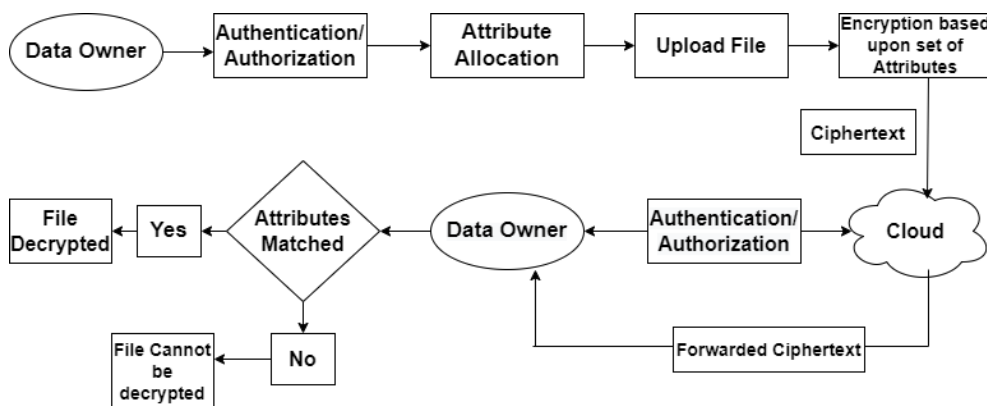 Data Owner
Authentication/
Authorization
Attribute
Allocation
Upload File
Encryption based
upon set of
Attributes
Ciphertext
File
Decrypted
Yes
Attributes
Matched
Data Owner
Authentication/
Authorization
Cloud
File Cannot
be
decrypted
No
Forwarded Ciphertext